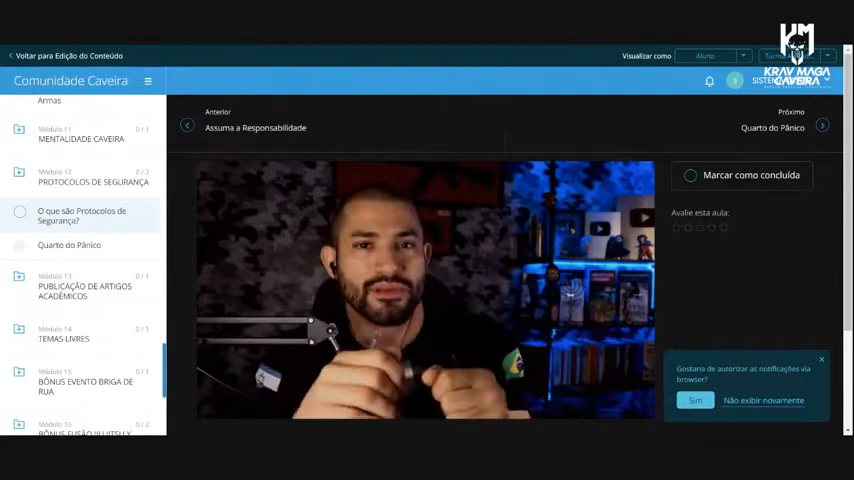 KM
Voltar para Edição do Conteúdo
Visualizar como
Aluno
KRAV MAGA
CAVEIRA
Comunidade Caveira
S
Armas
Módulo 11
0 / 1
MENTALIDADE CAVEIRA
Módulo 12
0 / 2
PROTOCOLOS DE SEGURANÇA
O que são Protocolos de
Segurança?
Quarto do Pânico
Módulo 13
0 / 1
PUBLICAÇÃO DE ARTIGOS
ACADÊMICOS
Módulo 14
0 / 1
TEMAS LIVRES
Módulo 15
0 / 1
BÔNUS EVENTO BRIGA DE
RUA
Módulo 16
0 / 2
BÔNUS FUSÃO JIU JITSU X
Anterior
Assuma a Responsabilidade
Próximo
Quarto do Pânico
Marcar como concluída
Avalie esta aula:
Gostaria de autorizar as notificações via
browser?
Sim
Não exibir novamente